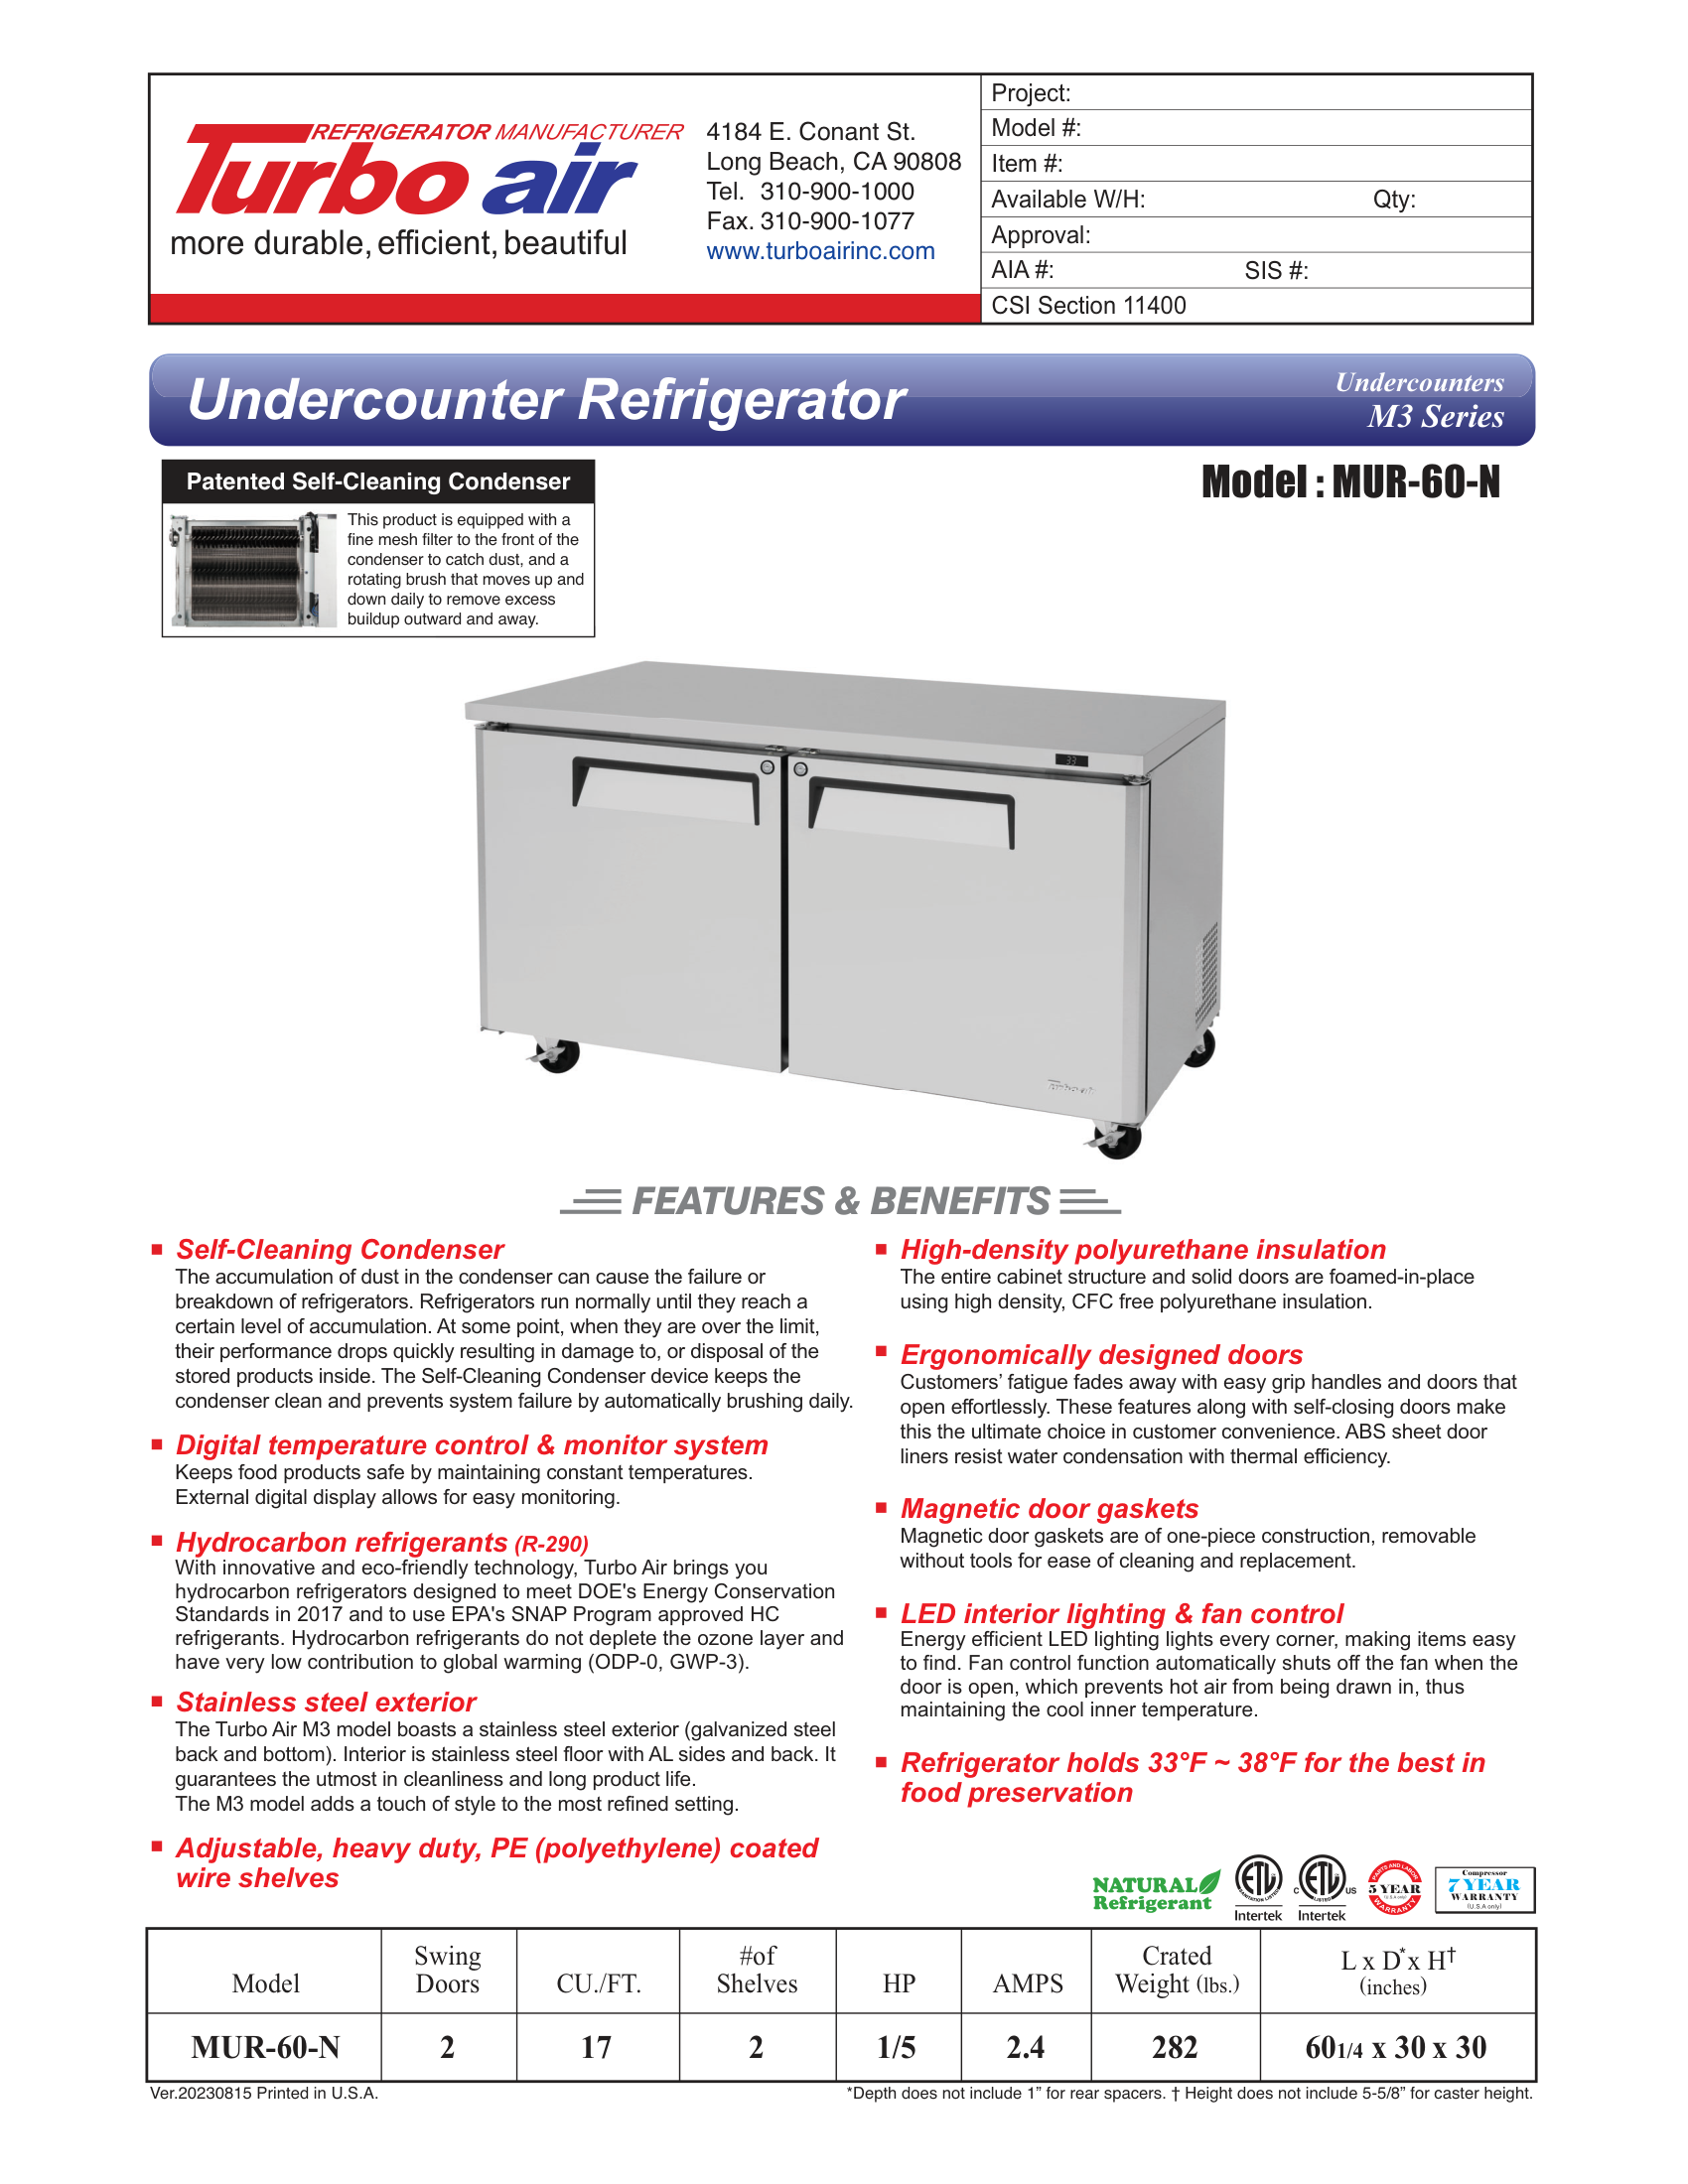 REFRIGERATOR MANUFACTURER
Turbo air
more durable, efficient, beautiful
4184 E. Conant St.
Long Beach, CA 90808
Tel. 310-900-1000
Fax. 310-900-1077
www.turboairinc.com
Project:
Model #:
Item #:
Available W/H: Qty:
Approval:
AIA #: SIS #:
CSI Section 11400
Undercounter Refrigerator
Undercounters
M3 Series
Patented Self-Cleaning Condenser
This product is equipped with a
fine mesh filter to the front of the
condenser to catch dust, and a
rotating brush that moves up and
down daily to remove excess
buildup outward and away.
Model : MUR-60-N
33
Turbo air
FEATURES & BENEFITS
Self-Cleaning Condenser
The accumulation of dust in the condenser can cause the failure or
breakdown of refrigerators. Refrigerators run normally until they reach a
certain level of accumulation. At some point, when they are over the limit,
their performance drops quickly resulting in damage to, or disposal of the
stored products inside. The Self-Cleaning Condenser device keeps the
condenser clean and prevents system failure by automatically brushing daily.
Digital temperature control & monitor system
Keeps food products safe by maintaining constant temperatures.
External digital display allows for easy monitoring.
Hydrocarbon refrigerants (R-290)
With innovative and eco-friendly technology, Turbo Air brings you
hydrocarbon refrigerators designed to meet DOE's Energy Conservation
Standards in 2017 and to use EPA's SNAP Program approved HC
refrigerants. Hydrocarbon refrigerants do not deplete the ozone layer and
have very low contribution to global warming (ODP-0, GWP-3).
Stainless steel exterior
The Turbo Air M3 model boasts a stainless steel exterior (galvanized steel
back and bottom). Interior is stainless steel floor with AL sides and back. It
guarantees the utmost in cleanliness and long product life.
The M3 model adds a touch of style to the most refined setting.
Adjustable, heavy duty, PE (polyethylene) coated
wire shelves
High-density polyurethane insulation
The entire cabinet structure and solid doors are foamed-in-place
using high density, CFC free polyurethane insulation.
Ergonomically designed doors
Customers' fatigue fades away with easy grip handles and doors that
open effortlessly. These features along with self-closing doors make
this the ultimate choice in customer convenience. ABS sheet door
liners resist water condensation with thermal efficiency.
Magnetic door gaskets
Magnetic door gaskets are of one-piece construction, removable
without tools for ease of cleaning and replacement.
LED interior lighting & fan control
Energy efficient LED lighting lights every corner, making items easy
to find. Fan control function automatically shuts off the fan when the
door is open, which prevents hot air from being drawn in, thus
maintaining the cool inner temperature.
Refrigerator holds 33°F ~ 38°F for the best in
food preservation
NATURAL
Refrigerant
ETL
SANITATION LISTED
Intertek
C ETL US
LISTED
Intertek
PARTS AND LABOR
5 YEAR
(U.S.A only)
WARRANTY
Compressor
7 YEAR
WARRANTY
(U.S.A only)
Model Swing Doors CU./FT. #of Shelves HP AMPS Crated Weight (lbs.) L x D* x H† (inches)
MUR-60-N 2 17 2 1/5 2.4 282 60 1/4 x 30 x 30
Ver.20230815 Printed in U.S.A.
*Depth does not include 1” for rear spacers. † Height does not include 5-5/8” for caster height.